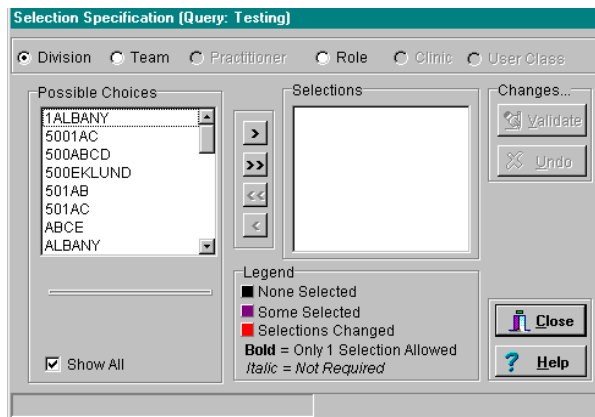 Selection Specification (Query: Testing)
Division Team Practitioner Role Clinic User Class
Possible Choices
1ALBANY
5001AC
500ABCD
500EKLUND
501AB
501AC
ABCE
ALBANY
Show All
>
>>
<<
<
Selections
Legend
None Selected
Some Selected
Selections Changed
Bold = Only 1 Selection Allowed
Italic = Not Required
Changes...
Validate
Undo
Close
? Help